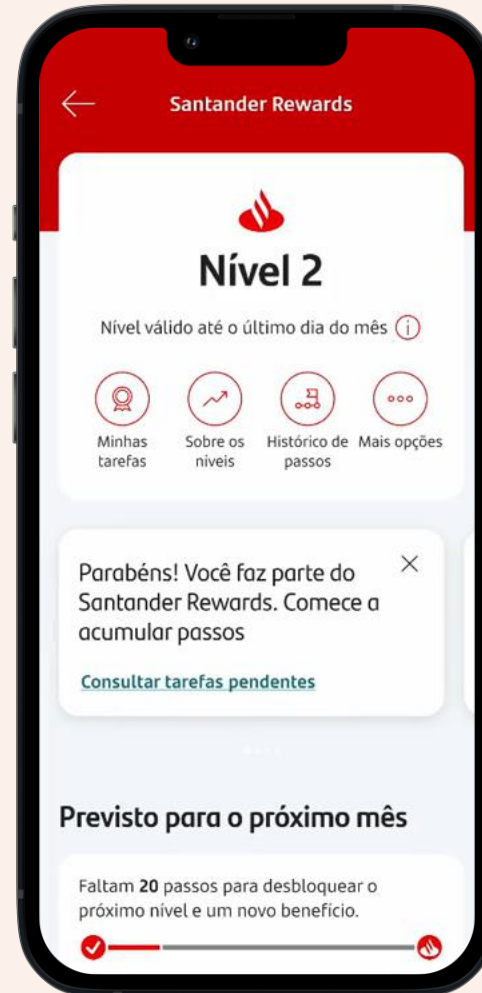 Santander Rewards
Nível 2
Nível válido até o último dia do mês
Minhas
tarefas
Sobre os
níveis
Histórico de
passos
Mais opções
Parabéns! Você faz parte do
Santander Rewards. Comece a
acumular passos
Consultar tarefas pendentes
Previsto para o próximo mês
Faltam 20 passos para desbloquear o
próximo nível e um novo benefício.